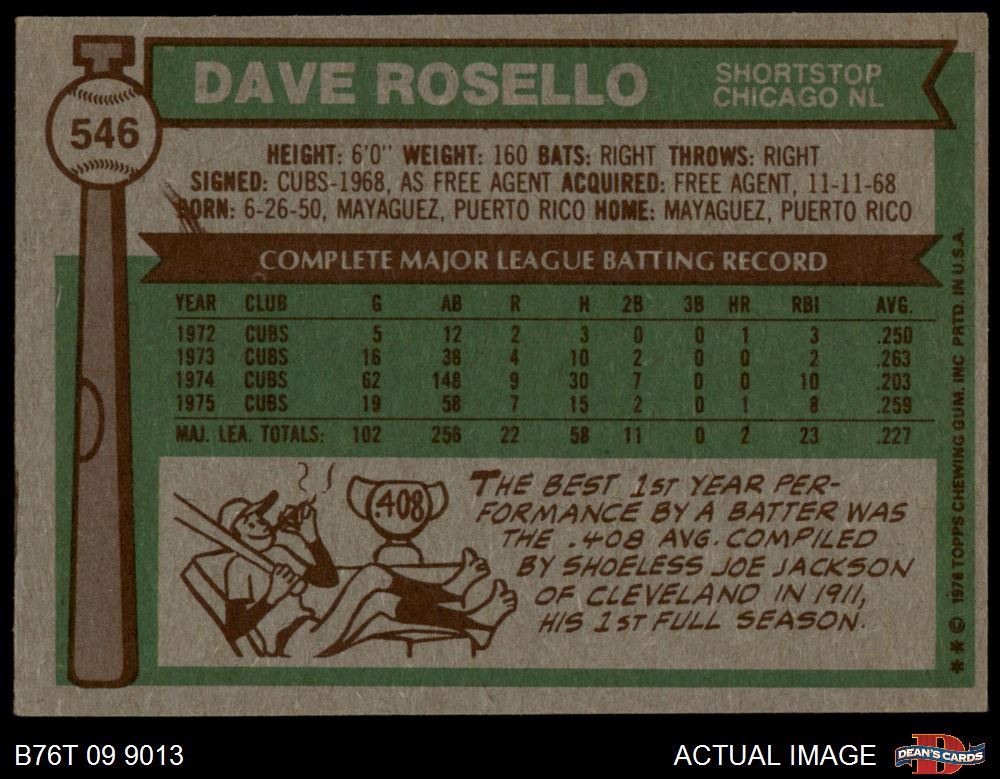 546
DAVE ROSELLO
SHORTSTOP
CHICAGO NL
HEIGHT: 6'0" WEIGHT: 160 BATS: RIGHT THROWS: RIGHT
SIGNED: CUBS-1968, AS FREE AGENT ACQUIRED: FREE AGENT, 11-11-68
BORN: 6-26-50, MAYAGUEZ, PUERTO RICO HOME: MAYAGUEZ, PUERTO RICO
COMPLETE MAJOR LEAGUE BATTING RECORD
YEAR CLUB G AB R H 2B 3B HR RBI AVG.
1972 CUBS 5 12 2 3 0 0 1 3 .250
1973 CUBS 16 38 4 10 2 0 0 2 .263
1974 CUBS 62 148 9 30 7 0 0 10 .203
1975 CUBS 19 58 7 15 2 0 1 8 .259
MAJ. LEA. TOTALS: 102 256 22 58 11 0 2 23 .227
.408
THE BEST 1ST YEAR PER-
FORMANCE BY A BATTER WAS
THE .408 AVG. COMPILED
BY SHOELESS JOE JACKSON
OF CLEVELAND IN 1911,
HIS 1ST FULL SEASON.
** © 1976 TOPPS CHEWING GUM, INC PRTD. IN U.S.A.
B76T 09 9013
ACTUAL IMAGE
DEAN'S CARDS